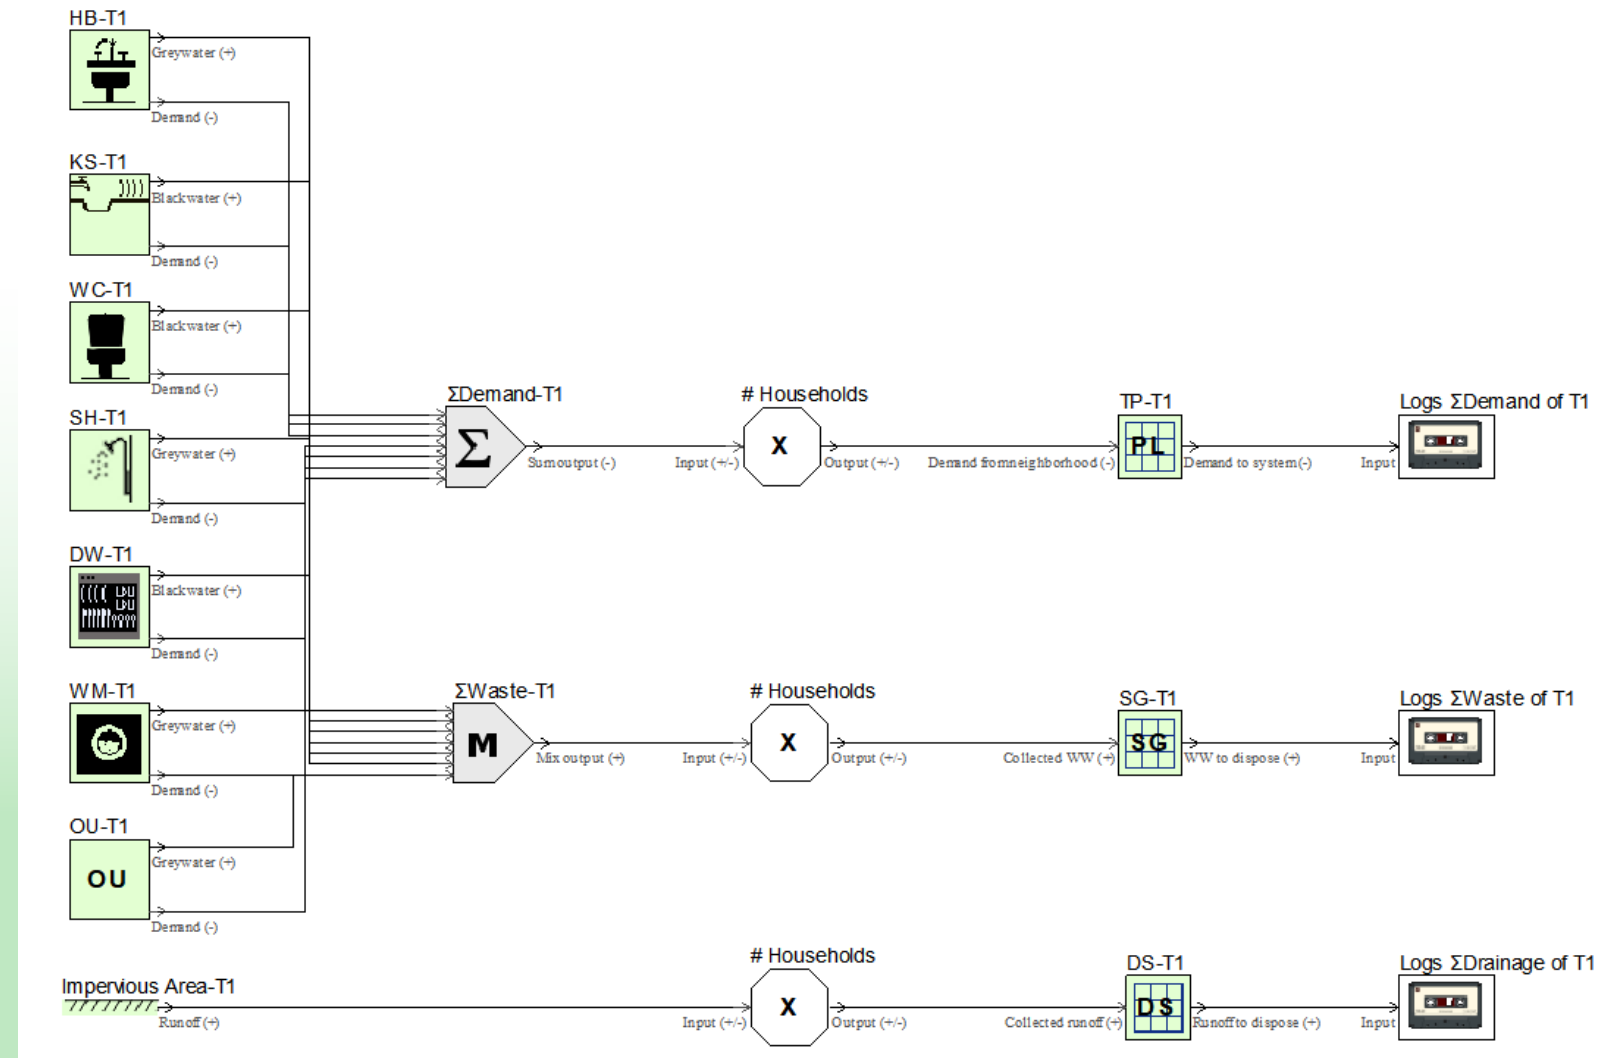 HB-T1
Greywater (+)
Demand (-)
KS-T1
Blackwater (+)
Demand (-)
WC-T1
Blackwater (+)
Demand (-)
SH-T1
Greywater (+)
Demand (-)
DW-T1
Blackwater (+)
Demand (-)
WM-T1
Greywater (+)
Demand (-)
OU-T1
OU
Greywater (+)
Demand (-)
Impervious Area-T1
Runoff (+)
ΣDemand-T1
Σ
Sum output (-)
# Households
Input (+/-)
X
Output (+/-)
TP-T1
Demand from neighborhood (-)
PL
Demand to system (-)
Logs ΣDemand of T1
Input
ΣWaste-T1
M
Mix output (+)
# Households
Input (+/-)
X
Output (+/-)
SG-T1
Collected WW (+)
SG
WW to dispose (+)
Logs ΣWaste of T1
Input
# Households
Input (+/-)
X
Output (+/-)
DS-T1
Collected runoff (+)
DS
Runoff to dispose (+)
Logs ΣDrainage of T1
Input